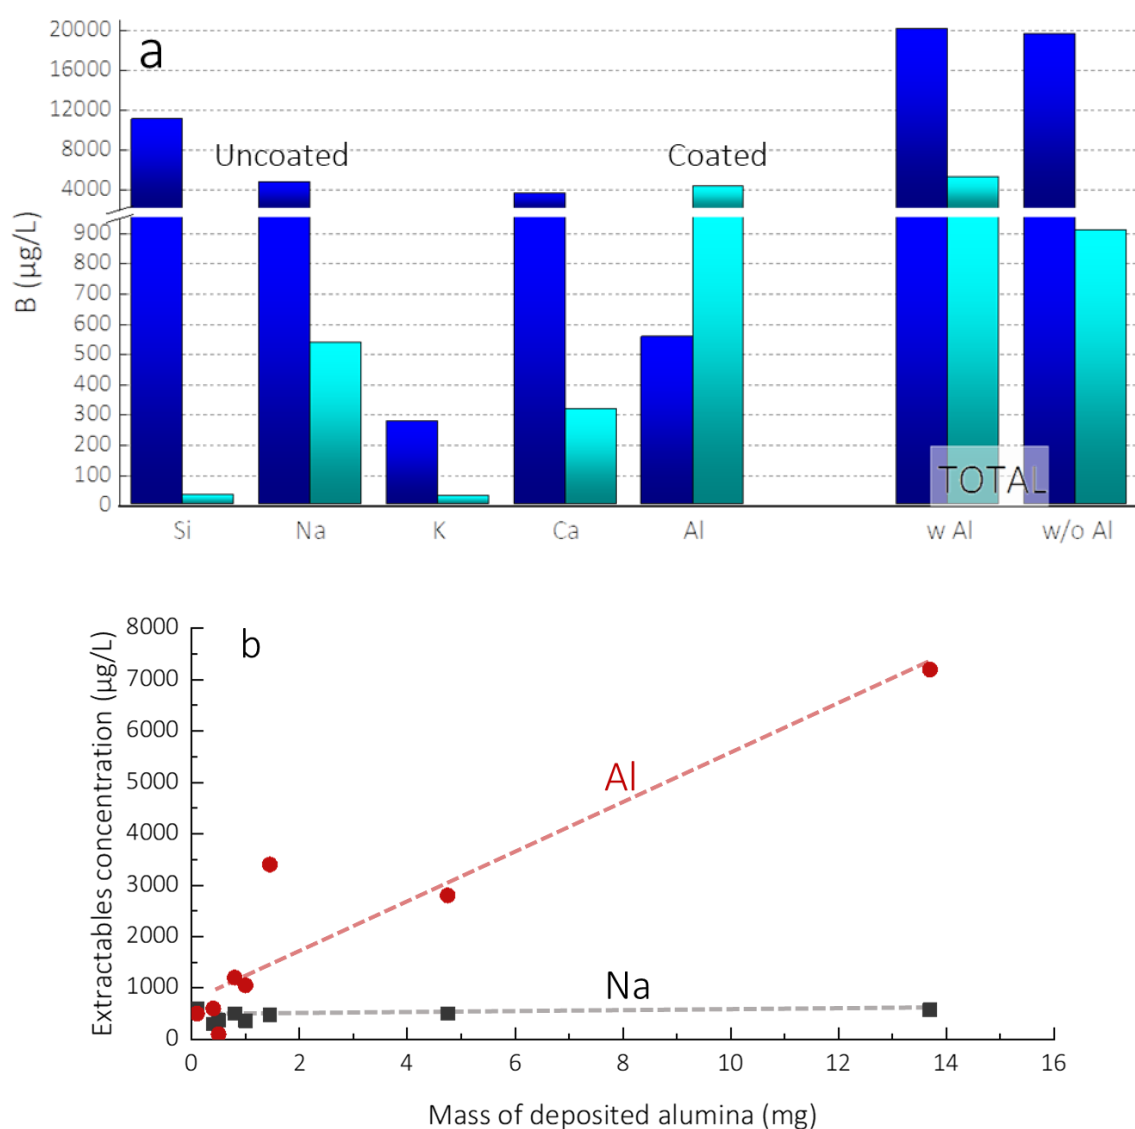 a
20000
16000
12000
8000
4000
900
800
700
600
500
400
300
200
100
0
B (µg/L)
Uncoated
Coated
TOTAL
Si Na K Ca Al w Al w/o Al
b
8000
7000
6000
5000
4000
3000
2000
1000
0
Extractables concentration (µg/L)
Al
Na
0 2 4 6 8 10 12 14 16
Mass of deposited alumina (mg)